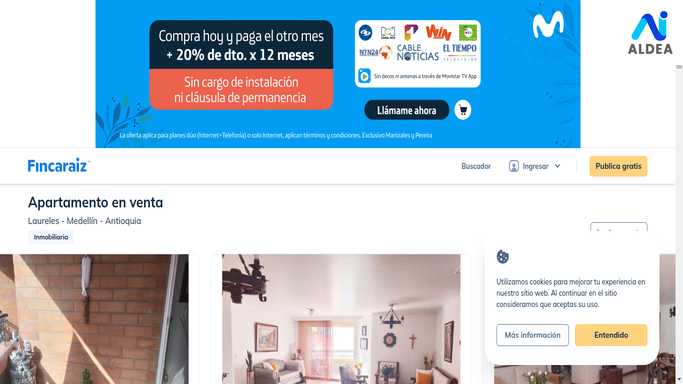 Compra hoy y paga el otro mes
+ 20% de dto. x 12 meses
Sin cargo de instalación
ni cláusula de permanencia
WIN
NTN24
CABLE
NOTICIAS
EL TIEMPO
TELEVISIÓN
Sin decos ni antenas a través de Movistar TV App
Llámame ahora
La oferta aplica para planes dúo (Internet+Telefonía) o solo Internet, aplican términos y condiciones. Exclusivo Manizales y Pereira
ALDEA
Fincaraiz
Buscador
Ingresar
Publica gratis
Apartamento en venta
Laureles - Medellín - Antioquia
Inmobiliaria
Utilizamos cookies para mejorar tu experiencia en
nuestro sitio web. Al continuar en el sitio
consideramos que aceptas su uso.
Más información
Entendido